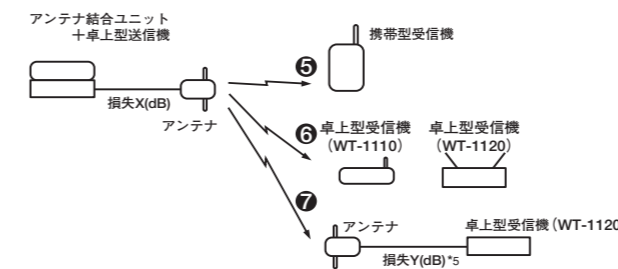 アンテナ結合ユニット
＋卓上型送信機
損失X(dB)
アンテナ
❺
携帯型受信機
❻
卓上型受信機
（WT-1110）
卓上型受信機
（WT-1120）
❼
アンテナ
損失Y(dB)*5
卓上型受信機（WT-1120